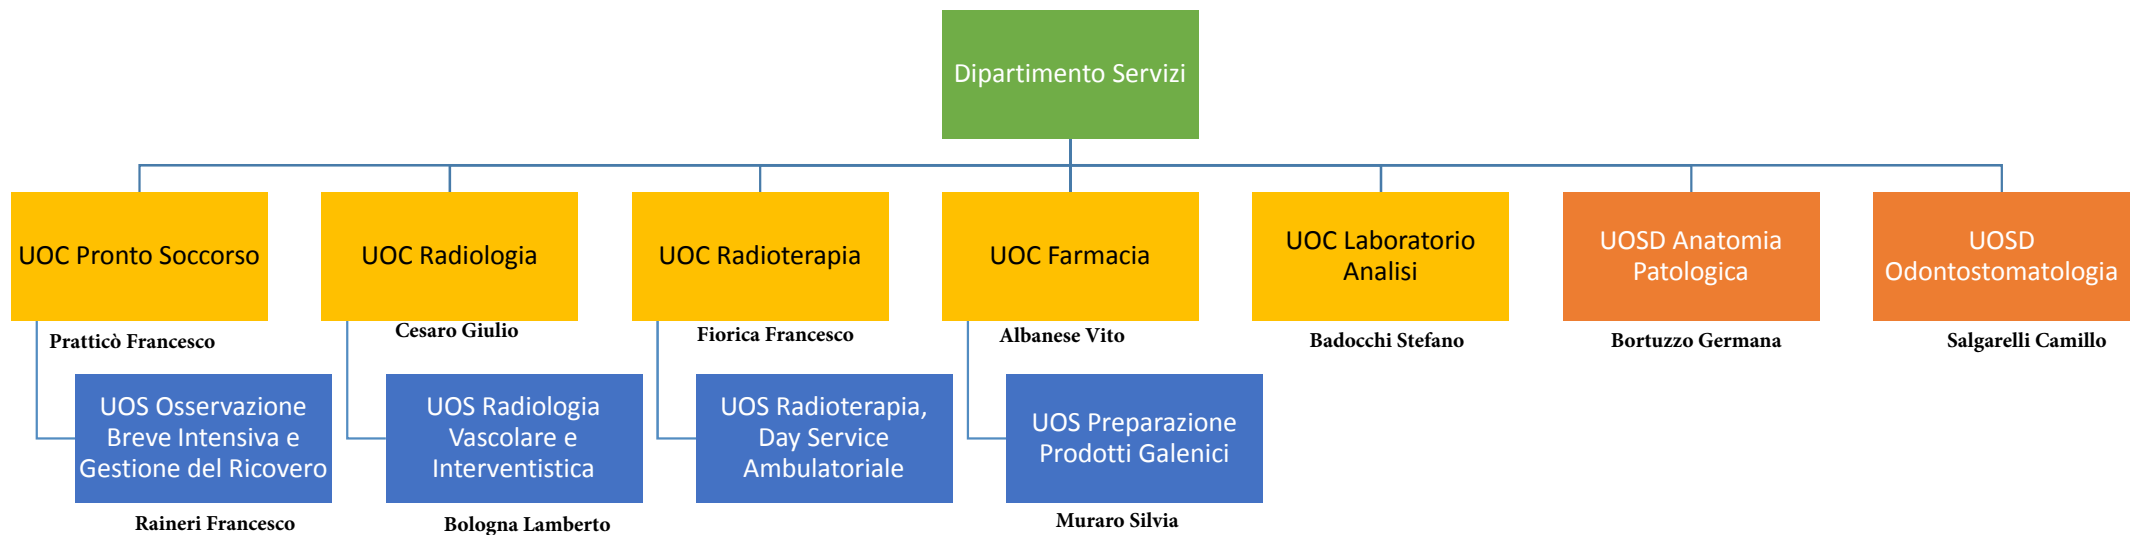 Dipartimento Servizi
UOC Pronto Soccorso
UOC Radiologia
UOC Radioterapia
UOC Farmacia
UOC Laboratorio
Analisi
UOSD Anatomia
Patologica
UOSD
Odontostomatologia
Pratticò Francesco
Cesaro Giulio
Fiorica Francesco
Albanese Vito
Badocchi Stefano
Bortuzzo Germana
Salgarelli Camillo
UOS Osservazione
Breve Intensiva e
Gestione del Ricovero
UOS Radiologia
Vascolare e
Interventistica
UOS Radioterapia,
Day Service
Ambulatoriale
UOS Preparazione
Prodotti Galenici
Raineri Francesco
Bologna Lamberto
Muraro Silvia